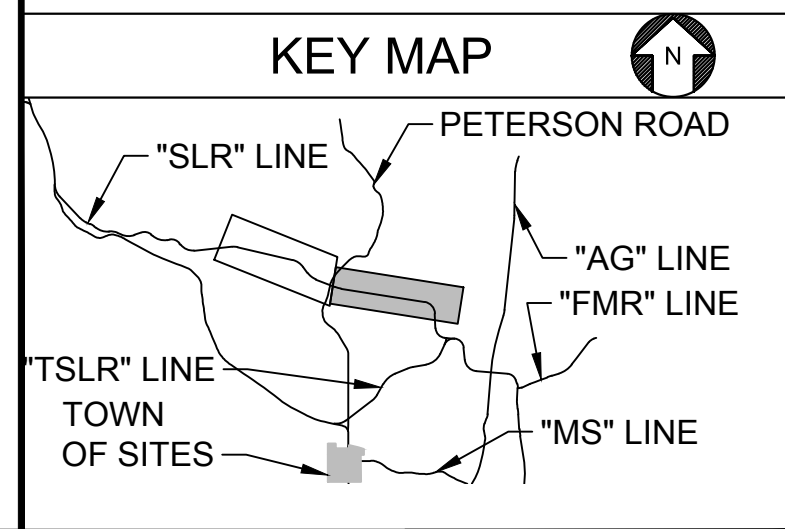 KEY MAP
N
PETERSON ROAD
"SLR" LINE
"AG" LINE
"FMR" LINE
"TSLR" LINE
TOWN
OF SITES
"MS" LINE